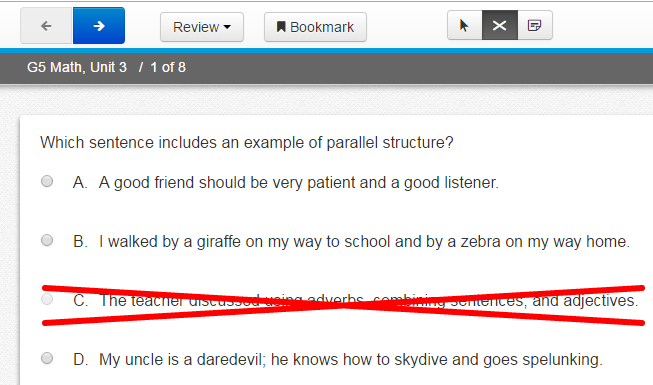 Review Bookmark
G5 Math, Unit 3 / 1 of 8
Which sentence includes an example of parallel structure?
A. A good friend should be very patient and a good listener.
B. I walked by a giraffe on my way to school and by a zebra on my way home.
C. The teacher discussed using adverbs, combining sentences, and adjectives.
D. My uncle is a daredevil; he knows how to skydive and goes spelunking.